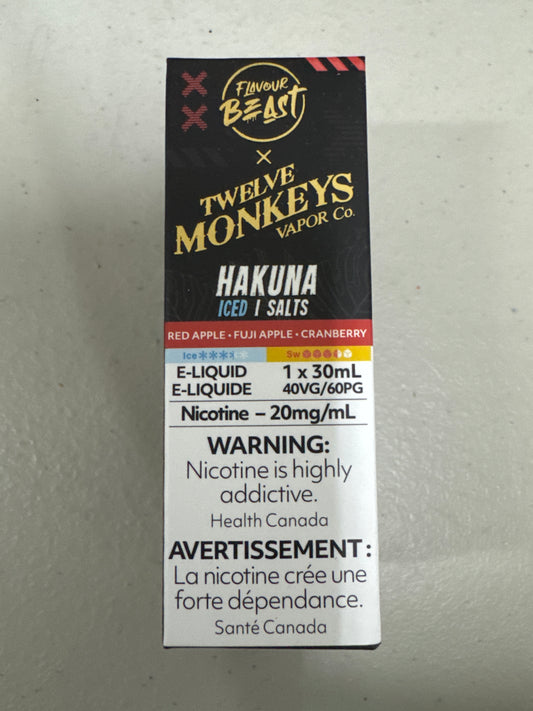 FLAVOUR
BEAST
×
TWELVE
MONKEYS
VAPOR Co.
HAKUNA
ICED | SALTS
RED APPLE • FUJI APPLE • CRANBERRY
Ice Sw
E-LIQUID 1 x 30mL
E-LIQUIDE 40VG/60PG
Nicotine – 20mg/mL
WARNING:
Nicotine is highly
addictive.
Health Canada
AVERTISSEMENT :
La nicotine crée une
forte dépendance.
Santé Canada